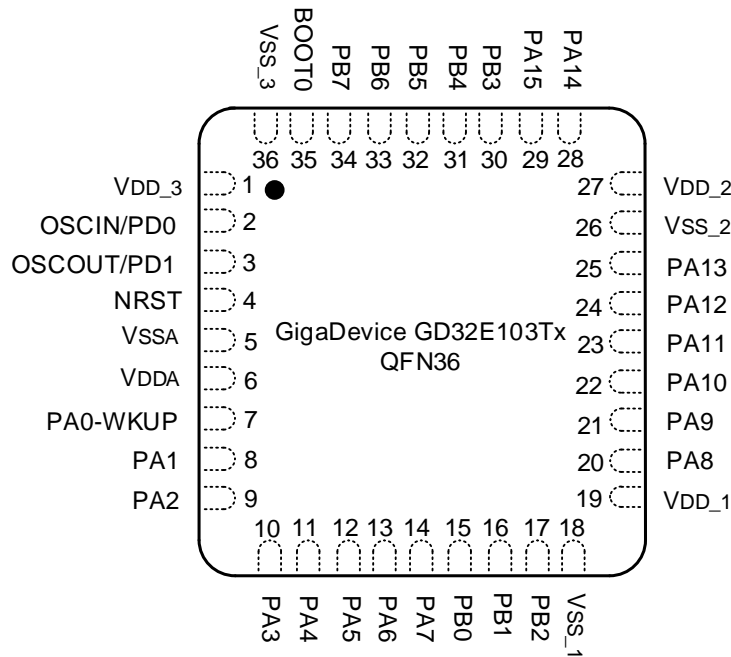 VSS_3 BOOT0 PB7 PB6 PB5 PB4 PB3 PA15 PA14
36 35 34 33 32 31 30 29 28
VDD_3 1
OSCIN/PD0 2
OSCOUT/PD1 3
NRST 4
VSSA 5
VDDA 6
PA0-WKUP 7
PA1 8
PA2 9
GigaDevice GD32E103Tx
QFN36
27 VDD_2
26 VSS_2
25 PA13
24 PA12
23 PA11
22 PA10
21 PA9
20 PA8
19 VDD_1
10 11 12 13 14 15 16 17 18
PA3 PA4 PA5 PA6 PA7 PB0 PB1 PB2 VSS_1